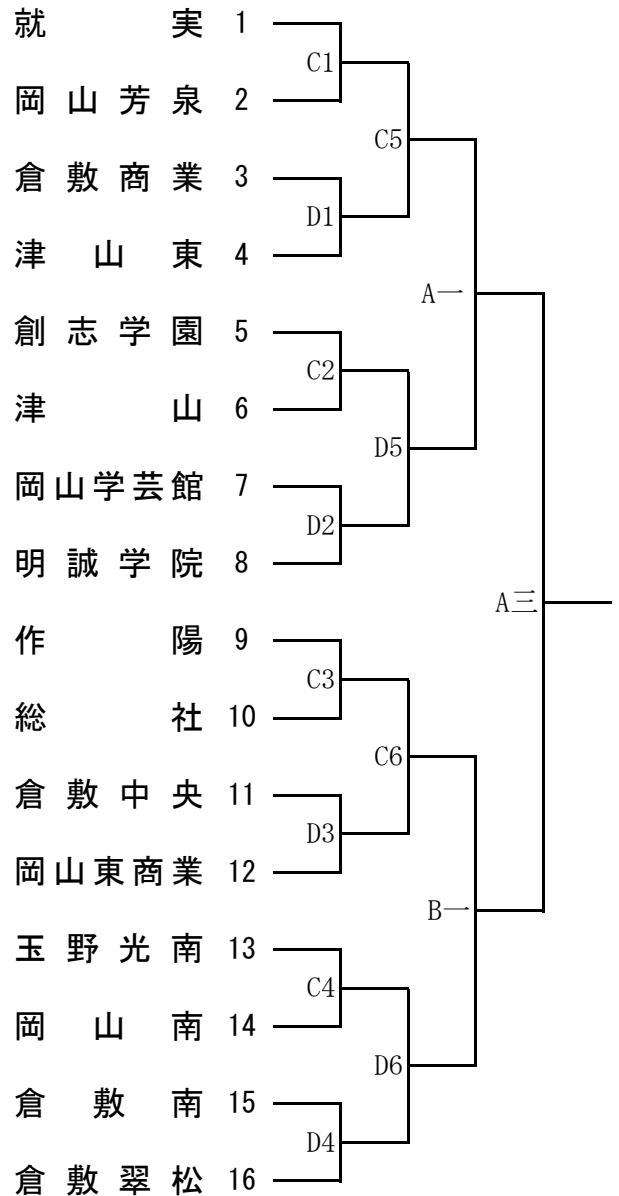 就実 1
C1
岡山芳泉 2
C5
倉敷商業 3
D1
津山東 4
A一
創志学園 5
C2
津山 6
D5
岡山学芸館 7
D2
明誠学院 8
A三
作陽 9
C3
総社 10
C6
倉敷中央 11
D3
岡山東商業 12
B一
玉野光南 13
C4
岡山南 14
D6
倉敷南 15
D4
倉敷翠松 16